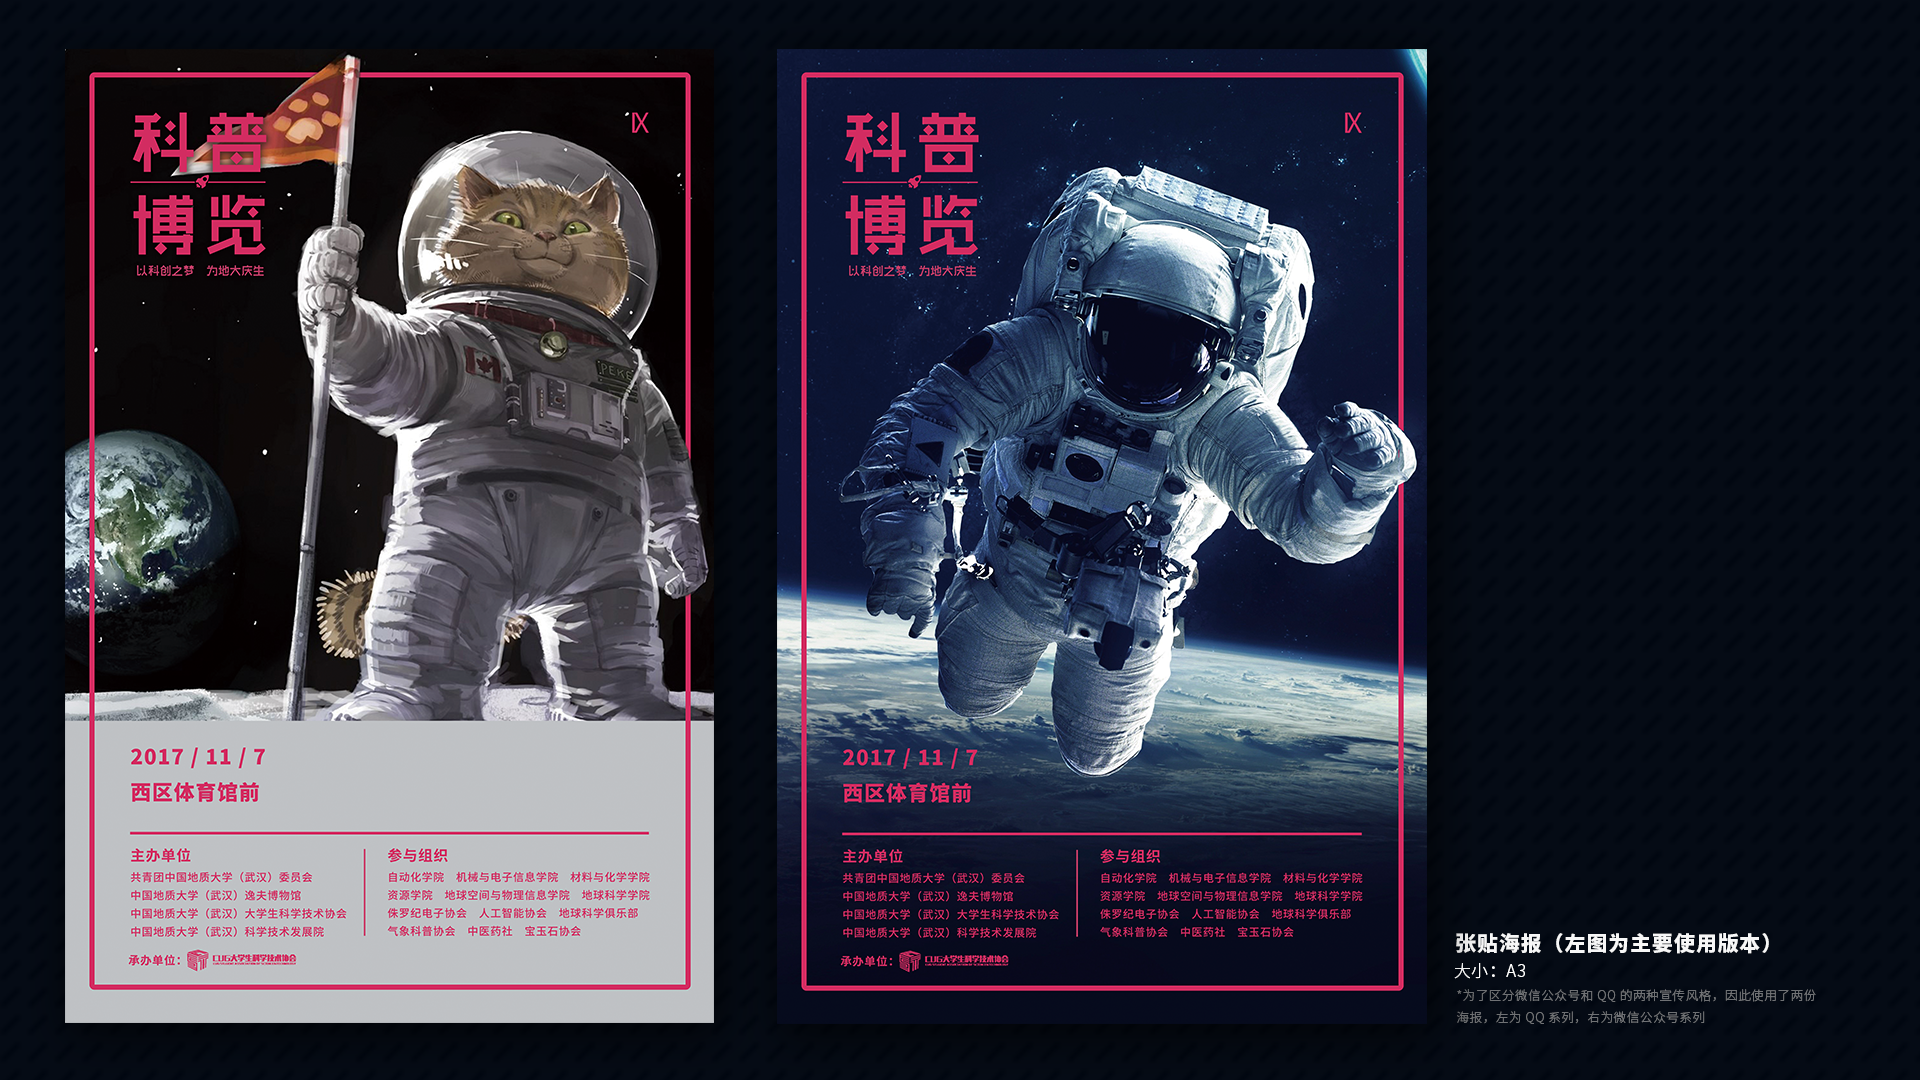 科普
博览
以科创之梦 为地大庆生
IX
PEKE
2017 / 11 / 7
西区体育馆前
主办单位
共青团中国地质大学（武汉）委员会
中国地质大学（武汉）逸夫博物馆
中国地质大学（武汉）大学生科学技术协会
中国地质大学（武汉）科学技术发展院
参与组织
自动化学院 机械与电子信息学院 材料与化学学院
资源学院 地球空间与物理信息学院 地球科学学院
侏罗纪电子协会 人工智能协会 地球科学俱乐部
气象科普协会 中医药社 宝玉石协会
承办单位：CUG大学生科学技术协会
科普
博览
以科创之梦 为地大庆生
IX
2017 / 11 / 7
西区体育馆前
主办单位
共青团中国地质大学（武汉）委员会
中国地质大学（武汉）逸夫博物馆
中国地质大学（武汉）大学生科学技术协会
中国地质大学（武汉）科学技术发展院
参与组织
自动化学院 机械与电子信息学院 材料与化学学院
资源学院 地球空间与物理信息学院 地球科学学院
侏罗纪电子协会 人工智能协会 地球科学俱乐部
气象科普协会 中医药社 宝玉石协会
承办单位：CUG大学生科学技术协会
张贴海报（左图为主要使用版本）
大小：A3
*为了区分微信公众号和 QQ 的两种宣传风格，因此使用了两份
海报，左为 QQ 系列，右为微信公众号系列